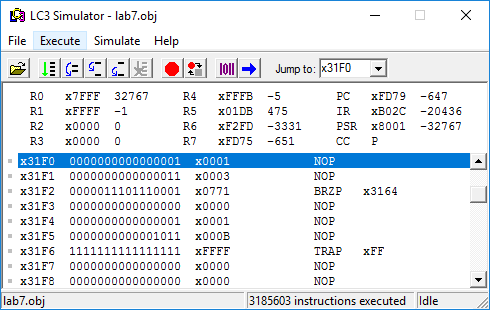 LC3 Simulator - lab7.obj
File Execute Simulate Help
Jump to: x31F0
R0 x7FFF 32767 R4 xFFFB -5 PC xFD79 -647
R1 xFFFF -1 R5 x01DB 475 IR xB02C -20436
R2 x0000 0 R6 xF2FD -3331 PSR x8001 -32767
R3 x0000 0 R7 xFD75 -651 CC P
x31F0 0000000000000001 x0001 NOP
x31F1 0000000000000011 x0003 NOP
x31F2 0000011101110001 x0771 BRZP x3164
x31F3 0000000000000000 x0000 NOP
x31F4 0000000000000001 x0001 NOP
x31F5 0000000000001011 x000B NOP
x31F6 1111111111111111 xFFFF TRAP xFF
x31F7 0000000000000000 x0000 NOP
x31F8 0000000000000000 x0000 NOP
lab7.obj 3185603 instructions executed Idle